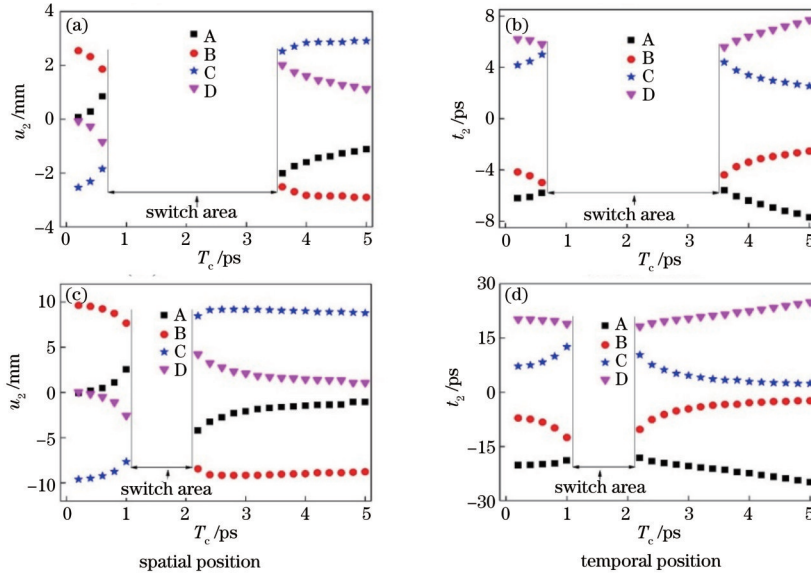 (a)
4
2
0
−2
−4
u2 /mm
A
B
C
D
switch area
0 1 2 3 4 5
Tc /ps
(b)
8
4
0
−4
−8
t2 /ps
A
B
C
D
switch area
0 1 2 3 4 5
Tc /ps
(c)
10
5
0
−5
−10
u2 /mm
A
B
C
D
switch area
0 1 2 3 4 5
Tc /ps
spatial position
(d)
30
15
0
−15
−30
t2 /ps
A
B
C
D
switch area
0 1 2 3 4 5
Tc /ps
temporal position